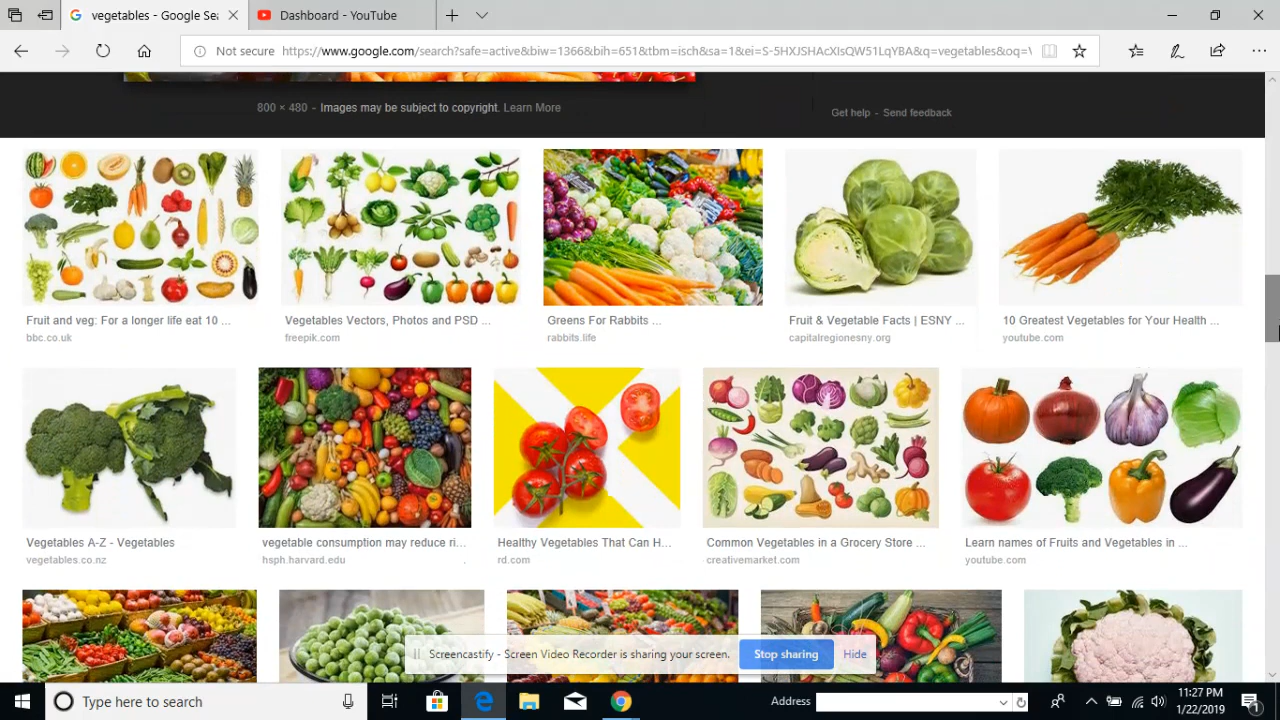 vegetables - Google Se
Dashboard - YouTube
Not secure https://www.google.com/search?safe=active&biw=1366&bih=651&tbm=isch&sa=1&ei=S-5HXJSHAcXIsQW51LqYBA&q=vegetables&oq=
800 × 480 - Images may be subject to copyright. Learn More
Get help - Send feedback
Fruit and veg: For a longer life eat 10 ...
bbc.co.uk
Vegetables Vectors, Photos and PSD ...
freepik.com
Greens For Rabbits ...
rabbits.life
Fruit & Vegetable Facts | ESNY ...
capitalregionesny.org
10 Greatest Vegetables for Your Health ...
youtube.com
Vegetables A-Z - Vegetables
vegetables.co.nz
vegetable consumption may reduce ri...
hsph.harvard.edu
Healthy Vegetables That Can H...
rd.com
Common Vegetables in a Grocery Store ...
creativemarket.com
Learn names of Fruits and Vegetables in ...
youtube.com
Screencastify - Screen Video Recorder is sharing your screen.
Stop sharing
Hide
Type here to search
Address
11:27 PM
1/22/2019
1